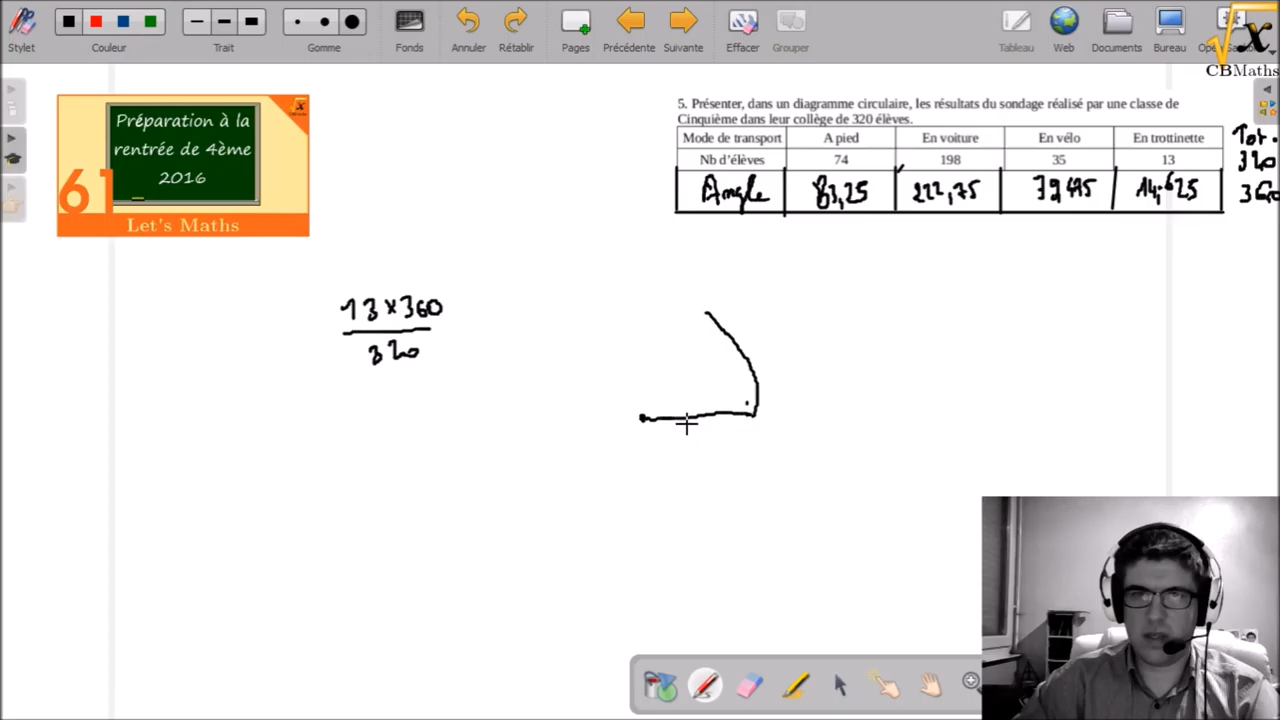 Couleur
Trait
Gomme
Stylet
Fonds
Annuler
Rétablir
Pages
Précédente
Suivante
Effacer
Grouper
Tableau
Web
Documents
Bureau
CBMaths
Préparation à la
rentrée de 4ème
2016
61
Let's Maths
5. Présenter, dans un diagramme circulaire, les résultats du sondage réalisé par une classe de
Cinquième dans leur collège de 320 élèves.
Mode de transport A pied En voiture En vélo En trottinette Tot.
Nb d'élèves 74 198 35 13 320
Angle 83,25 222,75 14,625 360
13 x 360
320